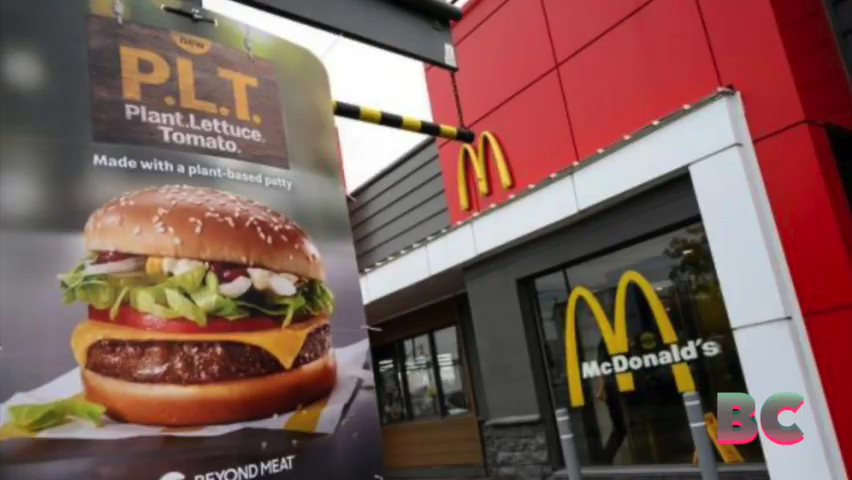 new
P.L.T.
Plant.Lettuce.
Tomato.
Made with a plant-based patty
BEYOND MEAT
McDonald's
BC